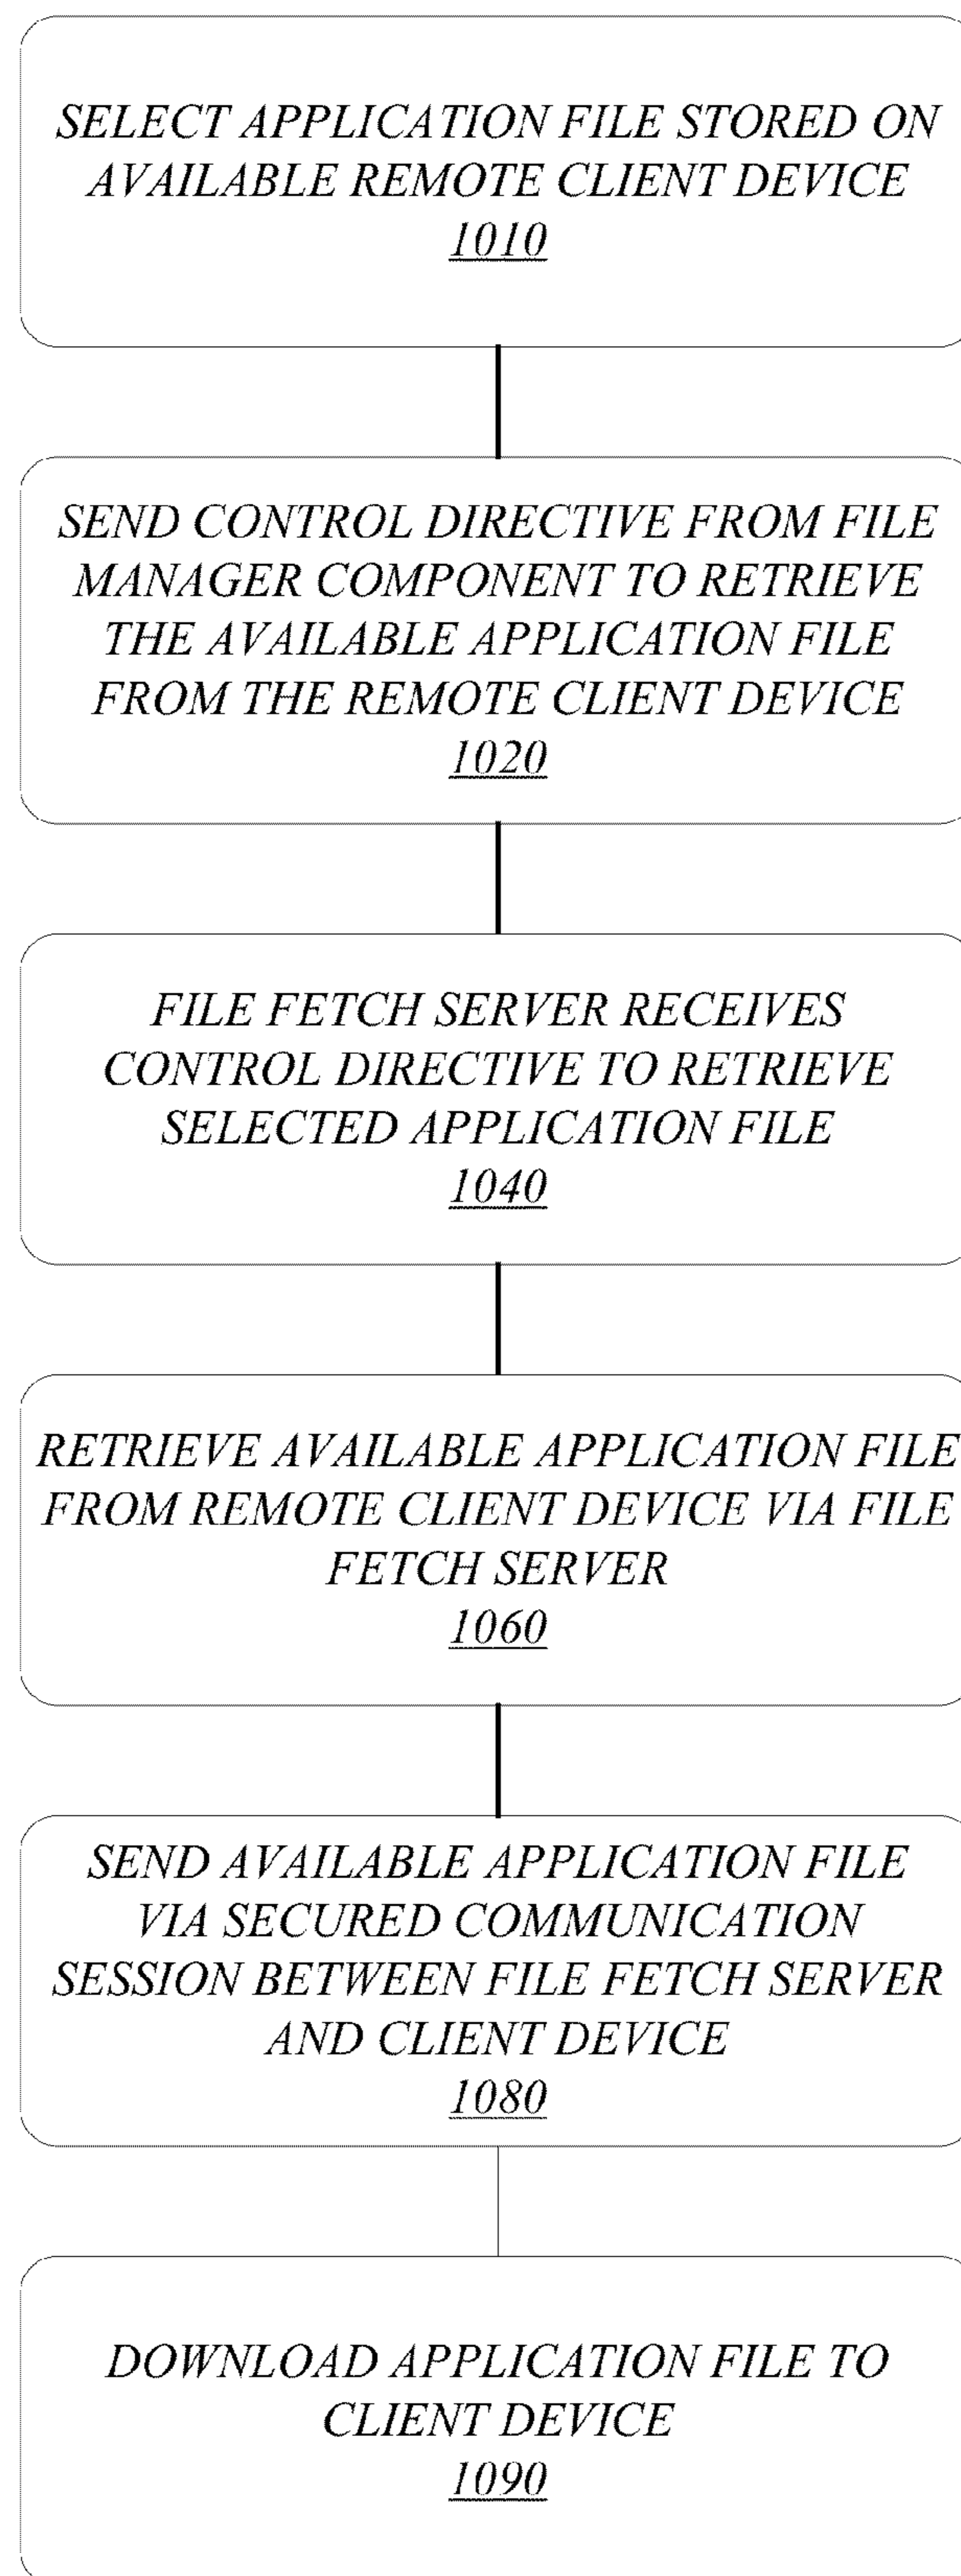 SELECT APPLICATION FILE STORED ON
AVAILABLE REMOTE CLIENT DEVICE
1010
SEND CONTROL DIRECTIVE FROM FILE
MANAGER COMPONENT TO RETRIEVE
THE AVAILABLE APPLICATION FILE
FROM THE REMOTE CLIENT DEVICE
1020
FILE FETCH SERVER RECEIVES
CONTROL DIRECTIVE TO RETRIEVE
SELECTED APPLICATION FILE
1040
RETRIEVE AVAILABLE APPLICATION FILE
FROM REMOTE CLIENT DEVICE VIA FILE
FETCH SERVER
1060
SEND AVAILABLE APPLICATION FILE
VIA SECURED COMMUNICATION
SESSION BETWEEN FILE FETCH SERVER
AND CLIENT DEVICE
1080
DOWNLOAD APPLICATION FILE TO
CLIENT DEVICE
1090